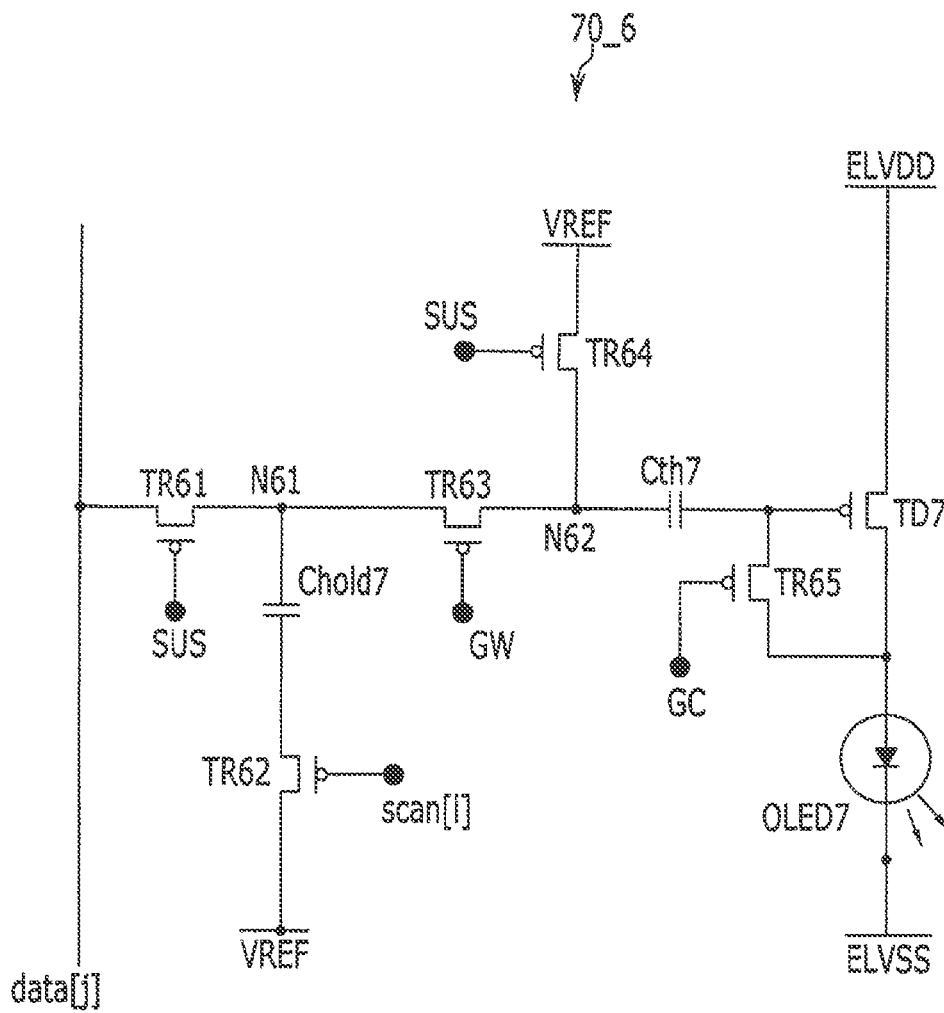 70_6
ELVDD
VREF
SUS
TR64
Cth7
TR61
N61
TR63
N62
TD7
Chold7
TR65
SUS
GW
GC
TR62
scan[i]
OLED7
VREF
ELVSS
data[j]